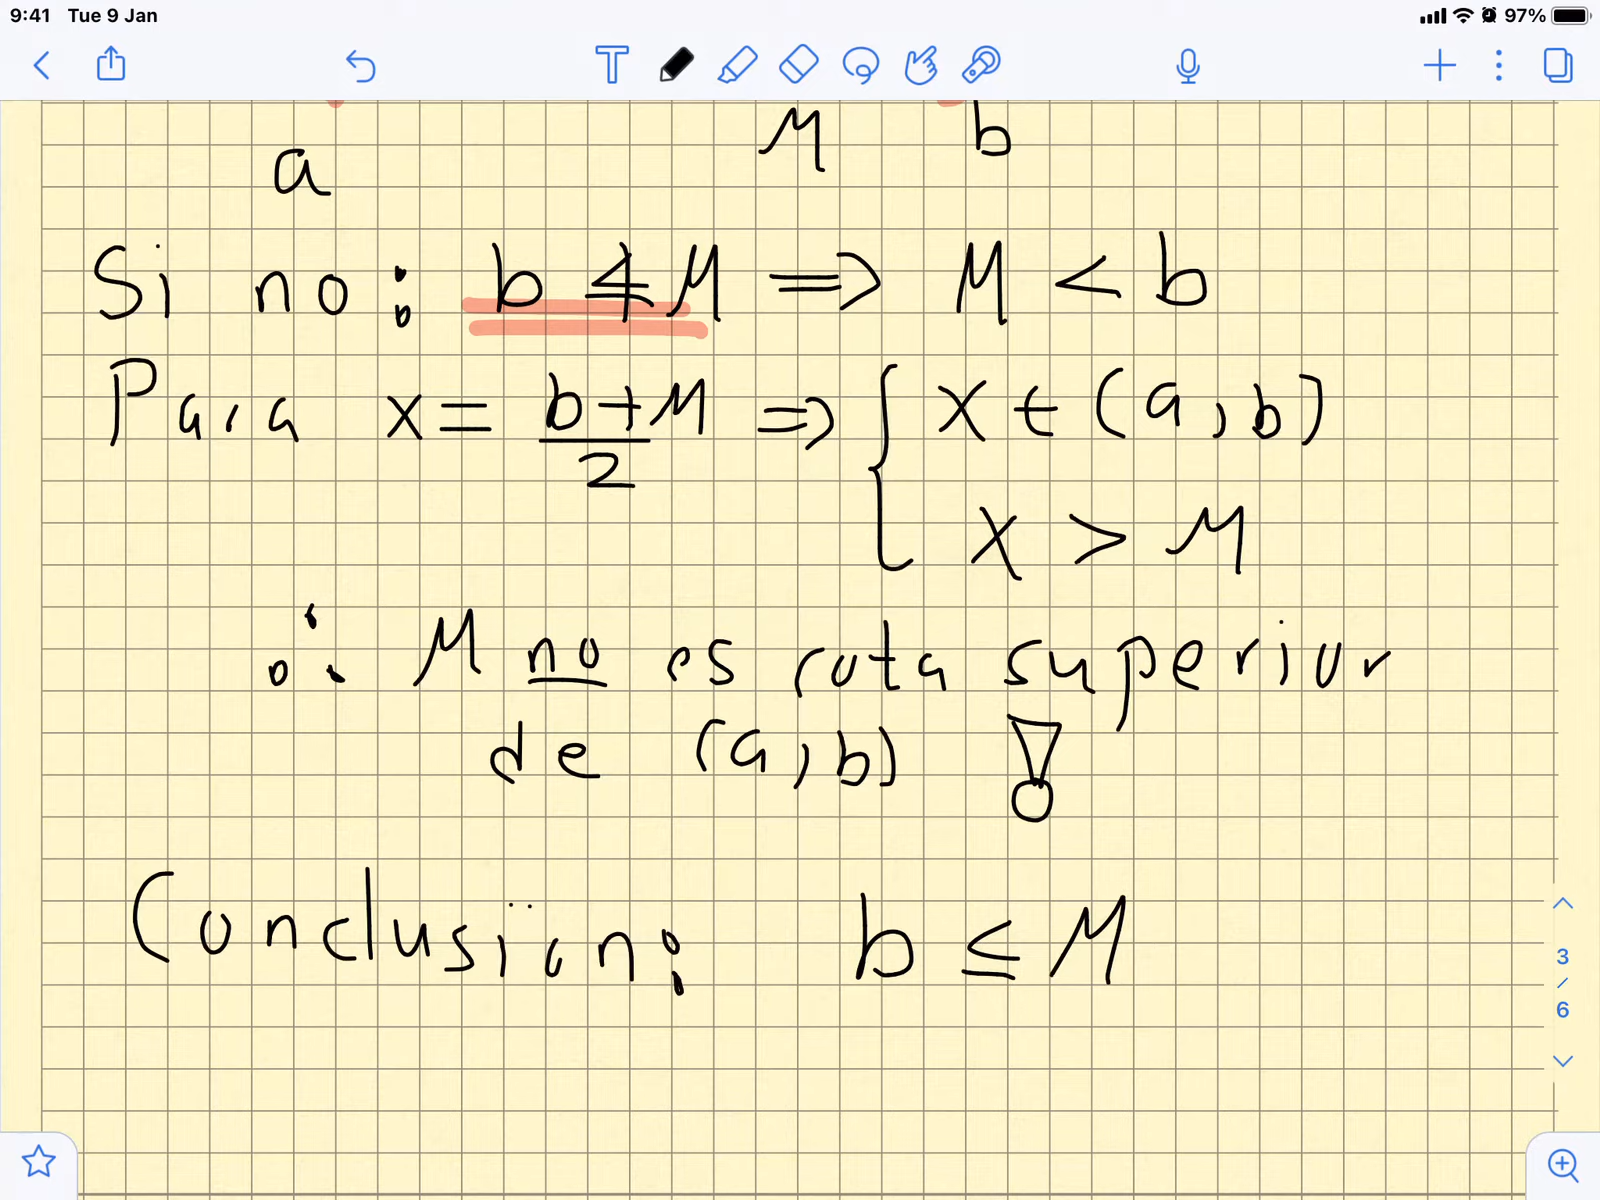 9:41 Tue 9 Jan 97%
T
a M b
Si no: b ≰ M ⟹ M < b
Para x = (b+M)/2 ⟹ { x ∈ (a,b)
x > M
∴ M no es cota superior
de (a,b) !
Conclusión: b ≤ M
3
/
6